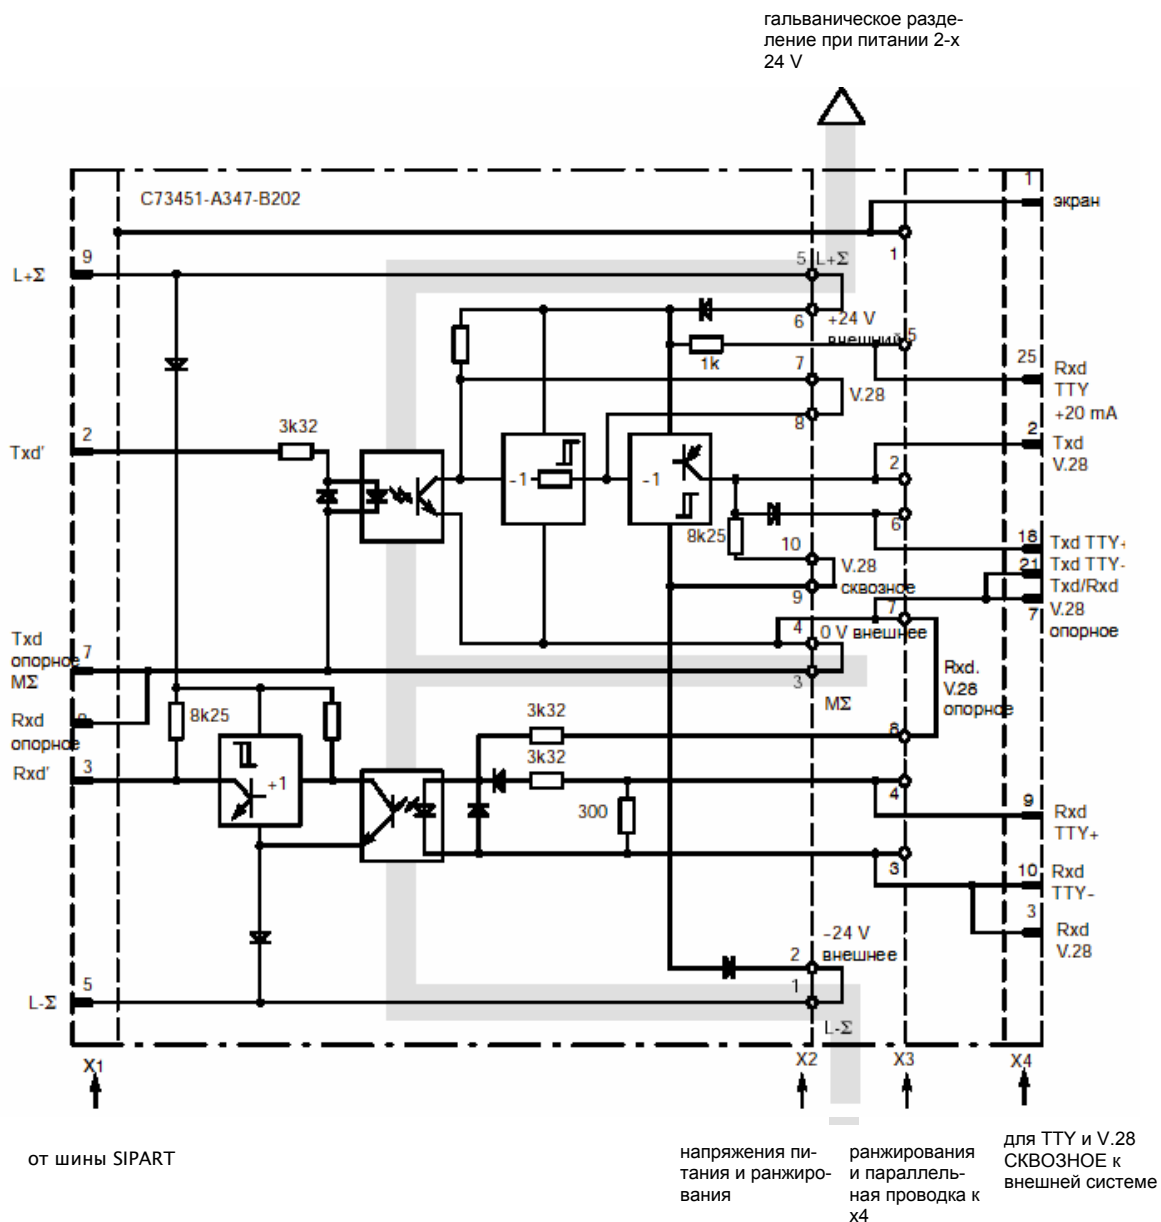 гальваническое разде-
ление при питании 2-х
24 V
C73451-A347-B202
1
экран
1
9
L+Σ
5
L+Σ
6
+24 V
внешний
5
1k
7
25
Rxd
TTY
+20 mA
V.28
8
3k32
2
Txd'
-1
-1
2
Txd
V.28
2
6
8k25
10
V.28
сквозное
9
18
Txd TTY+
21
Txd TTY-
Txd/Rxd
7
V.28
опорное
7
4
0 V внешнее
Txd
опорное
7
MΣ
3
MΣ
Rxd.
V.28
опорное
Rxd
опорное
8k25
3k32
6
Rxd'
3
+1
3k32
4
300
9
Rxd
TTY+
3
10
Rxd
TTY-
3
Rxd
V.28
-24 V
внешнее
2
1
L-Σ
5
L-Σ
X1
X2
X3
X4
от шины SIPART
напряжения пи-
тания и ранжиро-
вания
ранжирования
и параллель-
ная проводка к
x4
для TTY и V.28
СКВОЗНОЕ к
внешней системе